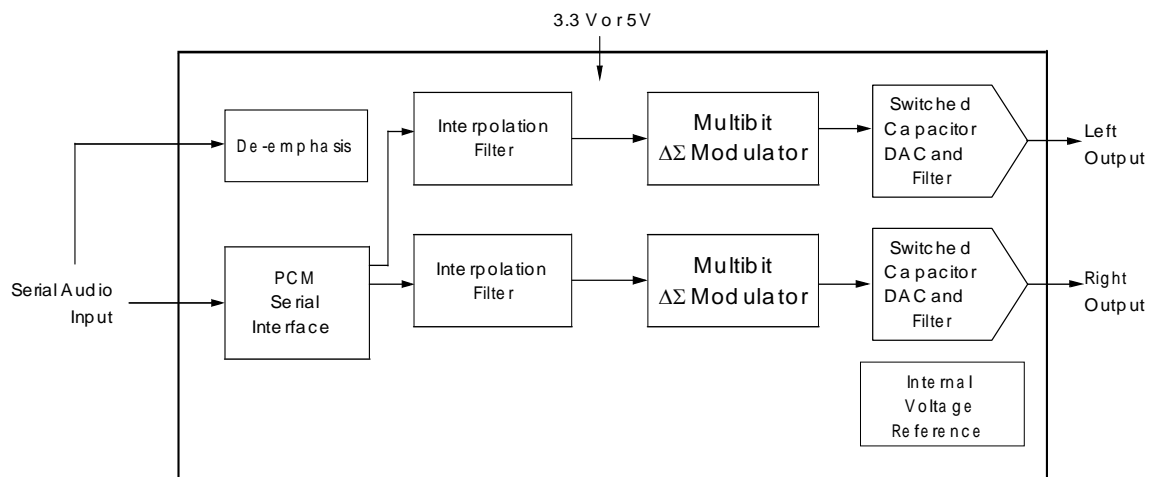 3.3 V or 5V
De-emphasis
Interpolation
Filter
Multibit
ΔΣ Modulator
Switched
Capacitor
DAC and
Filter
Left
Output
Serial Audio
Input
PCM
Serial
Interface
Interpolation
Filter
Multibit
ΔΣ Modulator
Switched
Capacitor
DAC and
Filter
Right
Output
Internal
Voltage
Reference